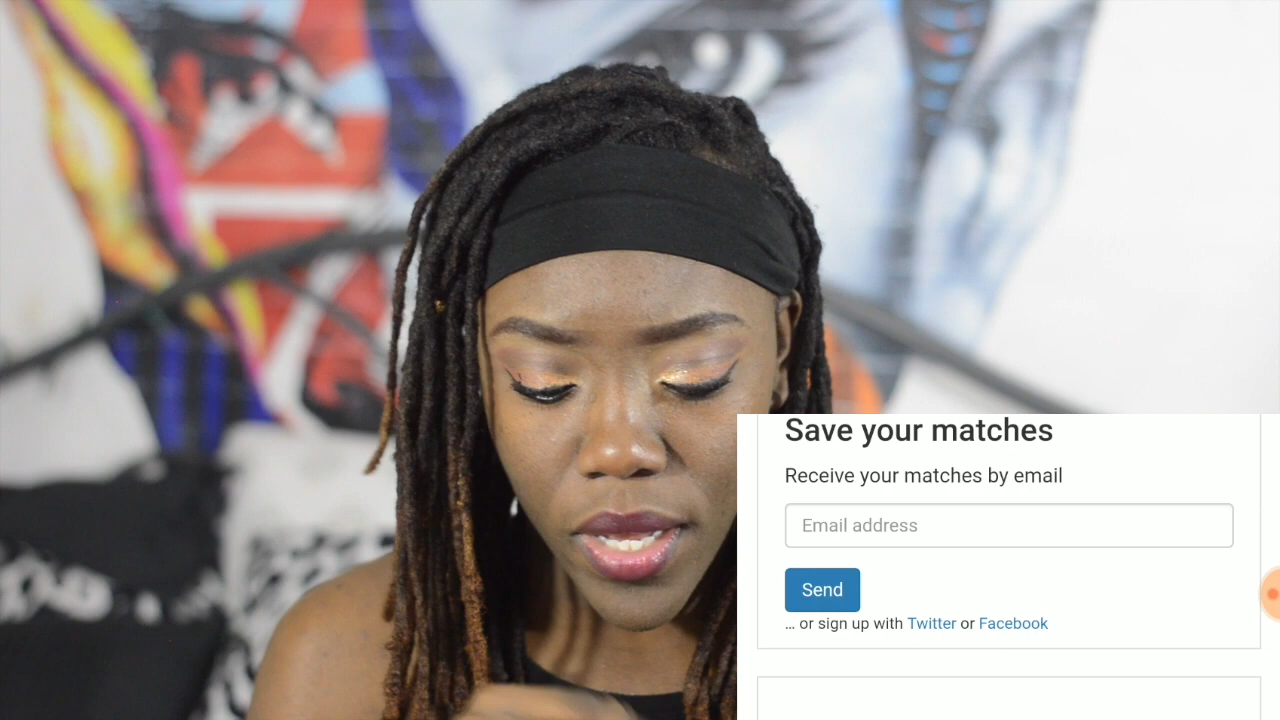 Save your matches
Receive your matches by email
Email address
Send
... or sign up with Twitter or Facebook